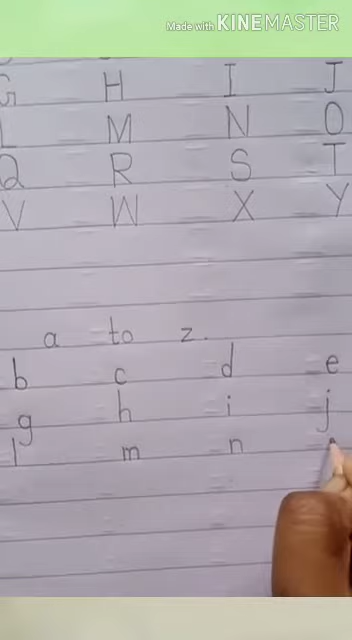 Made with KINEMASTER
G H I J
L M N O
Q R S T
V W X Y
a to z.
b c d e
g h i j
l m n